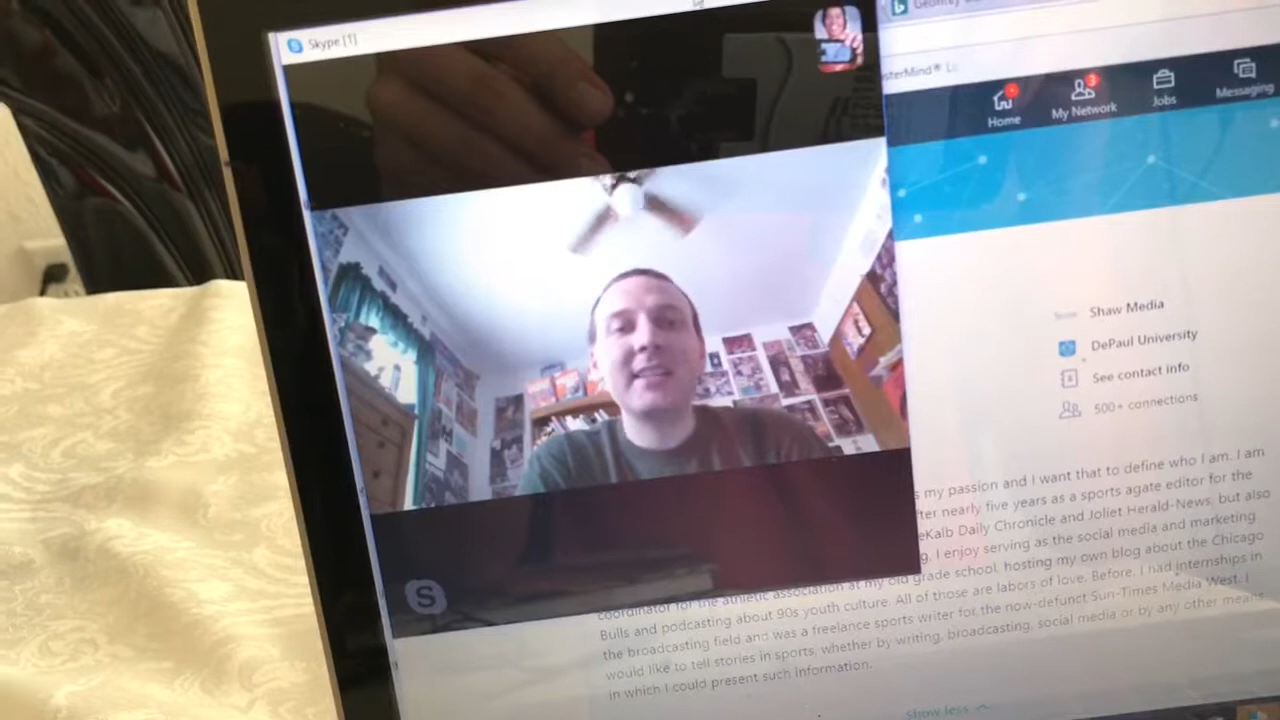 Skype [1]
sterMind®
Home
My Network
3
Jobs
Messaging
Shaw Media
DePaul University
See contact info
500+ connections
s my passion and I want that to define who I am. I am
fter nearly five years as a sports agate editor for the
eKalb Daily Chronicle and Joliet Herald-News, but also
g. I enjoy serving as the social media and marketing
coordinator for the athletic association at my old grade school, hosting my own blog about the Chicago
Bulls and podcasting about 90s youth culture. All of those are labors of love. Before, I had internships in
the broadcasting field and was a freelance sports writer for the now-defunct Sun-Times Media West. I
would like to tell stories in sports, whether by writing, broadcasting, social media or by any other means
in which I could present such information.
Show less